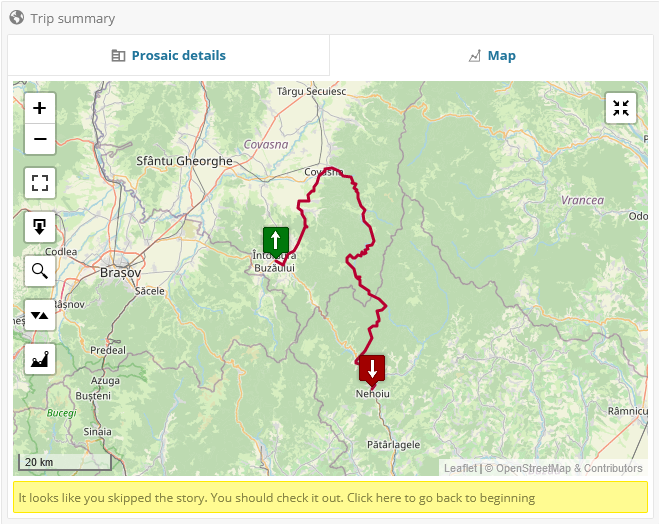 Trip summary
Prosaic details
Map
+
−
Târgu Secuiesc
Covasna
Sfântu Gheorghe
Covasna
Vrancea
Odo
Codlea
Brașov
Buzăului
Săcele
Râșnov
Predeal
Azuga
Bușteni
Bucegi
Sinaia
Nehoiu
Râmnicu
Pătârlagele
20 km
Leaflet | © OpenStreetMap & Contributors
It looks like you skipped the story. You should check it out. Click here to go back to beginning